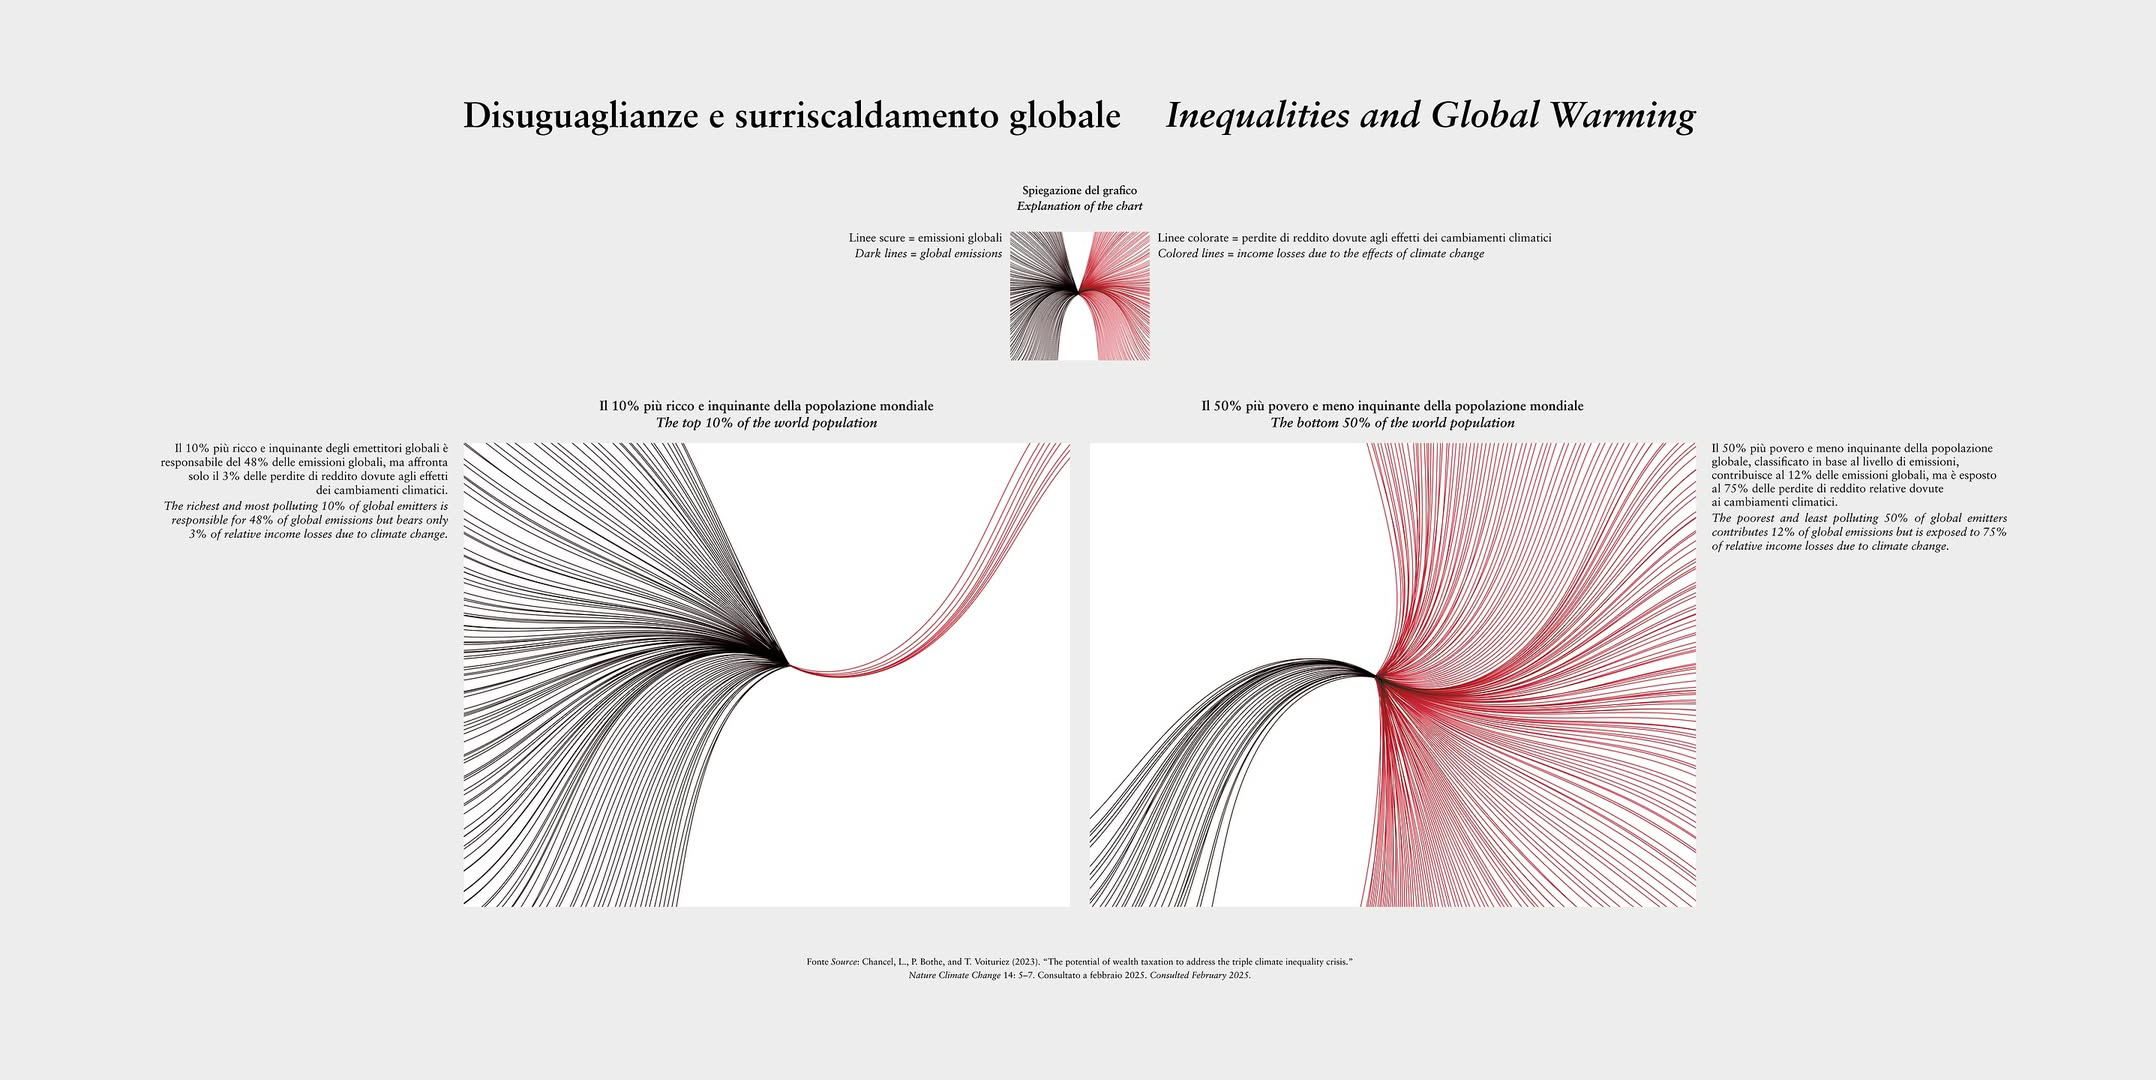 Disuguaglianze e surriscaldamento globale
Inequalities and Global Warming
Spiegazione del grafico
Explanation of the chart
Linee scure = emissioni globali
Dark lines = global emissions
Linee colorate = perdite di reddito dovute agli effetti dei cambiamenti climatici
Colored lines = income losses due to the effects of climate change
Il 10% più ricco e inquinante della popolazione mondiale
The top 10% of the world population
Il 10% più ricco e inquinante degli emettitori globali è
responsabile del 48% delle emissioni globali, ma affronta
solo il 3% delle perdite di reddito dovute agli effetti
dei cambiamenti climatici.
The richest and most polluting 10% of global emitters is
responsible for 48% of global emissions but bears only
3% of relative income losses due to climate change.
Il 50% più povero e meno inquinante della popolazione mondiale
The bottom 50% of the world population
Il 50% più povero e meno inquinante della popolazione
globale, classificato in base al livello di emissioni,
contribuisce al 12% delle emissioni globali, ma è esposto
al 75% delle perdite di reddito relative dovute
ai cambiamenti climatici.
The poorest and least polluting 50% of global emitters
contributes 12% of global emissions but is exposed to 75%
of relative income losses due to climate change.
Fonte Source: Chancel, L., P. Bothe, and T. Voituriez (2023). “The potential of wealth taxation to address the triple climate inequality crisis.”
Nature Climate Change 14: 5–7. Consultato a febbraio 2025. Consulted February 2025.